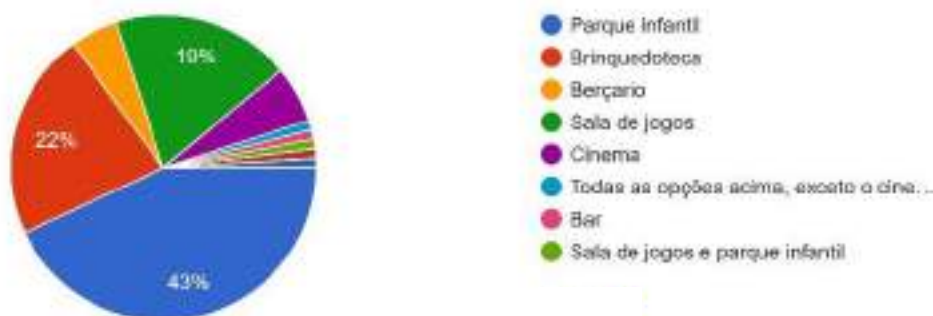 19%
22%
43%
Parque infantil
Brinquedoteca
Berçario
Sala de jogos
Cinema
Todas as opções acima, exceto o cine...
Bar
Sala de jogos e parque infantil